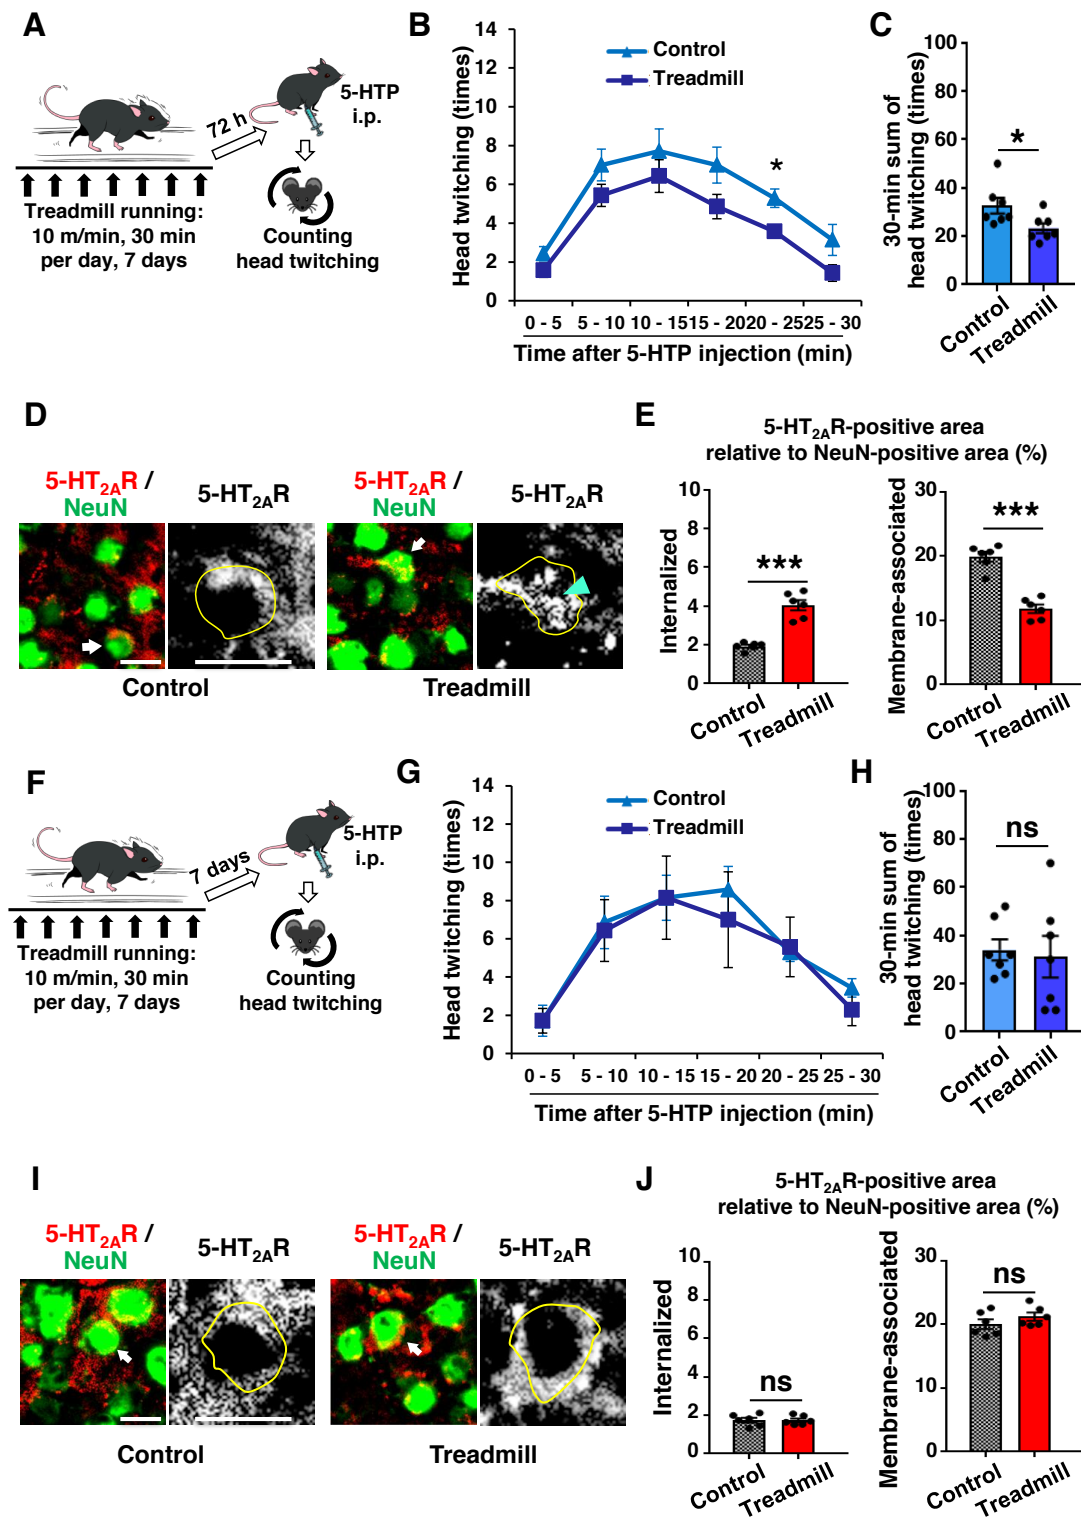 A
72 h
5-HTP
i.p.
Treadmill running:
10 m/min, 30 min
per day, 7 days
Counting
head twitching
B
Head twitching (times)
14
12
10
8
6
4
2
0
Control
Treadmill
*
0 - 5 5 - 10 10 - 15 15 - 20 20 - 25 25 - 30
Time after 5-HTP injection (min)
C
30-min sum of
head twitching (times)
100
80
60
40
20
0
*
Control
Treadmill
D
5-HT2AR /
NeuN
5-HT2AR
5-HT2AR /
NeuN
5-HT2AR
Control
Treadmill
E
5-HT2AR-positive area
relative to NeuN-positive area (%)
Internalized
10
8
6
4
2
0
***
Control
Treadmill
Membrane-associated
30
20
10
0
***
Control
Treadmill
F
7 days
5-HTP
i.p.
Treadmill running:
10 m/min, 30 min
per day, 7 days
Counting
head twitching
G
Head twitching (times)
14
12
10
8
6
4
2
0
Control
Treadmill
0 - 5 5 - 10 10 - 15 15 - 20 20 - 25 25 - 30
Time after 5-HTP injection (min)
H
30-min sum of
head twitching (times)
100
80
60
40
20
0
ns
Control
Treadmill
I
5-HT2AR /
NeuN
5-HT2AR
5-HT2AR /
NeuN
5-HT2AR
Control
Treadmill
J
5-HT2AR-positive area
relative to NeuN-positive area (%)
Internalized
10
8
6
4
2
0
ns
Control
Treadmill
Membrane-associated
30
20
10
0
ns
Control
Treadmill